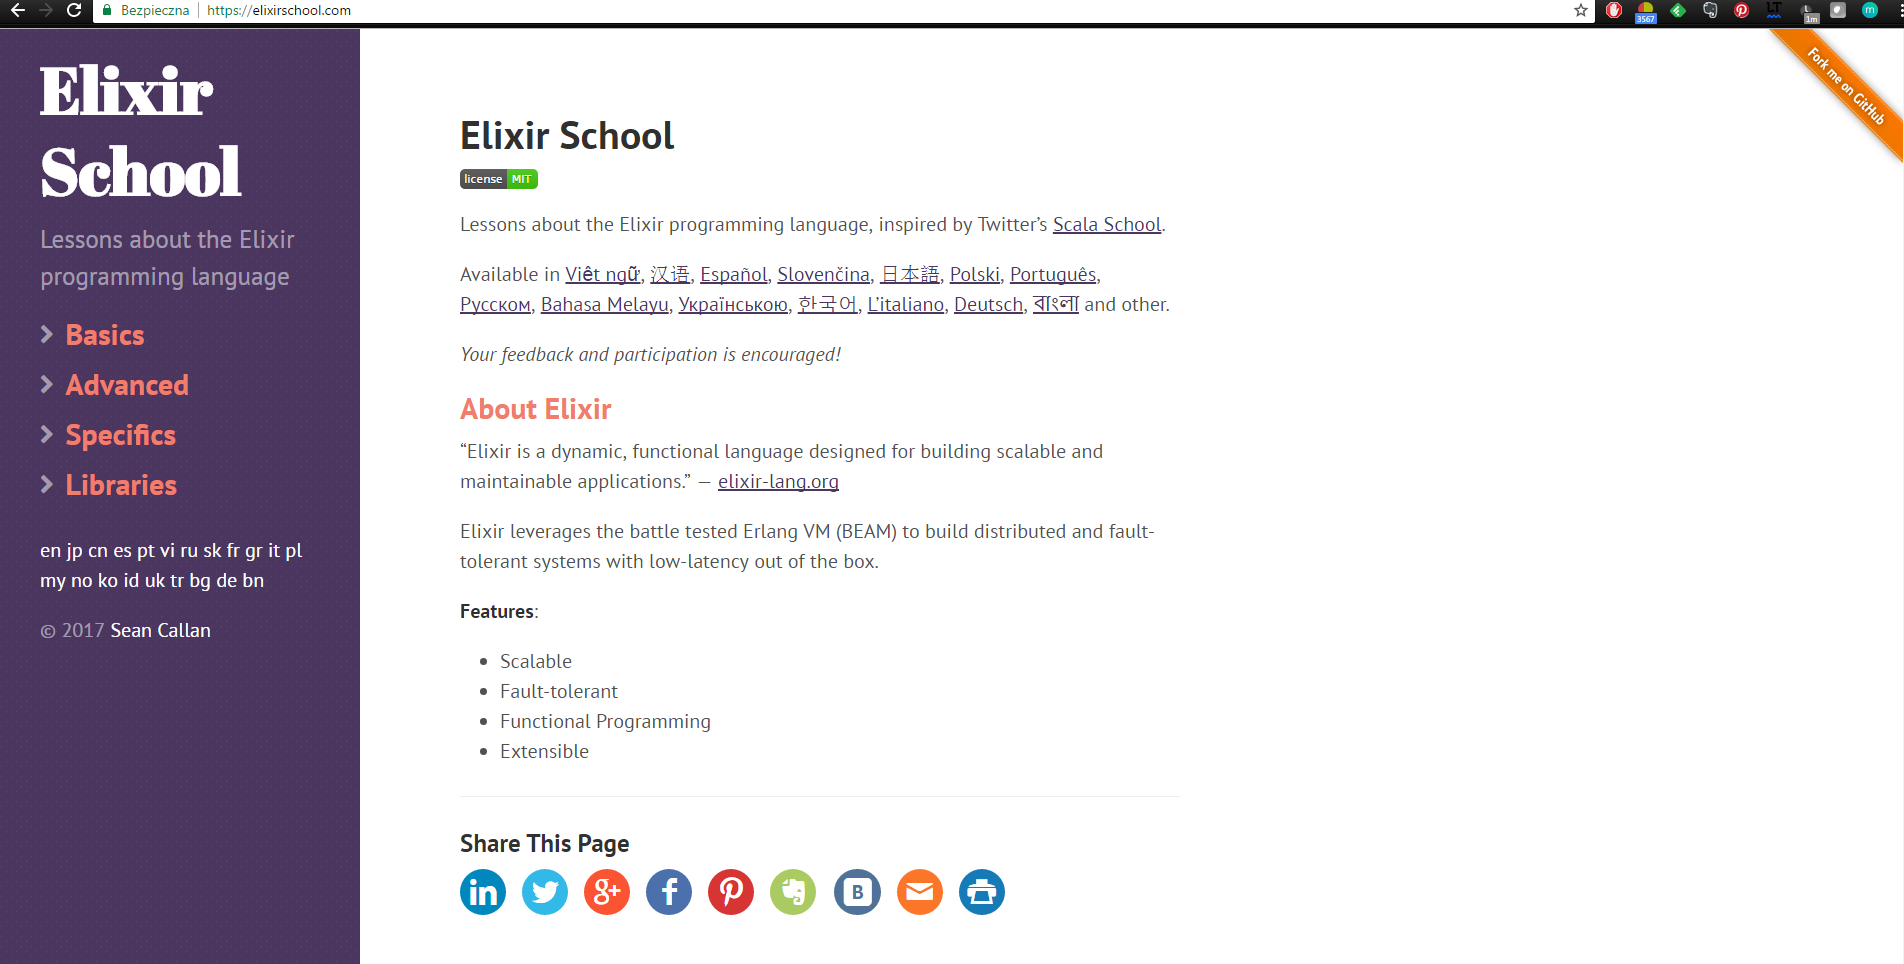 Bezpieczna https://elixirschool.com
3567
LT
1m
m
Fork me on GitHub
Elixir
School
Lessons about the Elixir
programming language
Basics
Advanced
Specifics
Libraries
en jp cn es pt vi ru sk fr gr it pl
my no ko id uk tr bg de bn
© 2017 Sean Callan
Elixir School
license MIT
Lessons about the Elixir programming language, inspired by Twitter’s Scala School.
Available in Viêt ngữ, 汉语, Español, Slovenčina, 日本語, Polski, Português,
Русском, Bahasa Melayu, Українською, 한국어, L’italiano, Deutsch, বাংলা and other.
Your feedback and participation is encouraged!
About Elixir
“Elixir is a dynamic, functional language designed for building scalable and
maintainable applications.” — elixir-lang.org
Elixir leverages the battle tested Erlang VM (BEAM) to build distributed and fault-
tolerant systems with low-latency out of the box.
Features:
Scalable
Fault-tolerant
Functional Programming
Extensible
Share This Page
in g+ f B